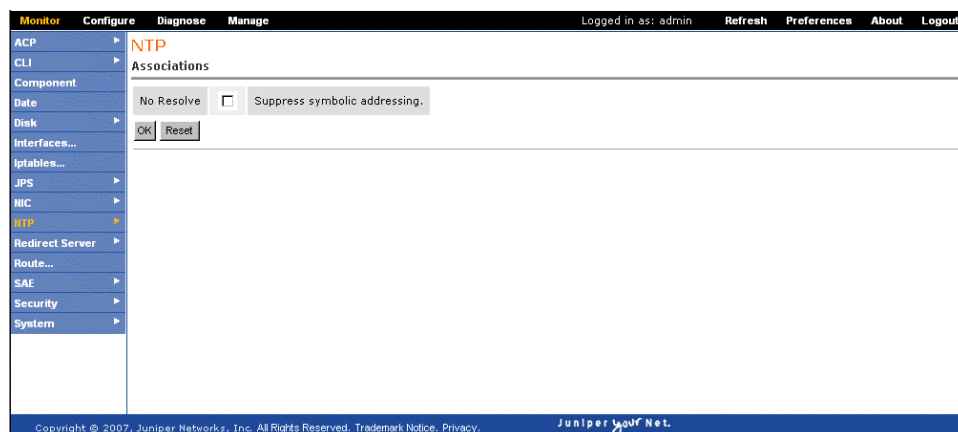 Monitor Configure Diagnose Manage Logged in as: admin Refresh Preferences About Logout
ACP
CLI
Component
Date
Disk
Interfaces...
Iptables...
JPS
NIC
NTP
Redirect Server
Route...
SAE
Security
System
NTP
Associations
No Resolve Suppress symbolic addressing.
OK Reset
Copyright © 2007, Juniper Networks, Inc. All Rights Reserved. Trademark Notice. Privacy.
Juniper your Net.